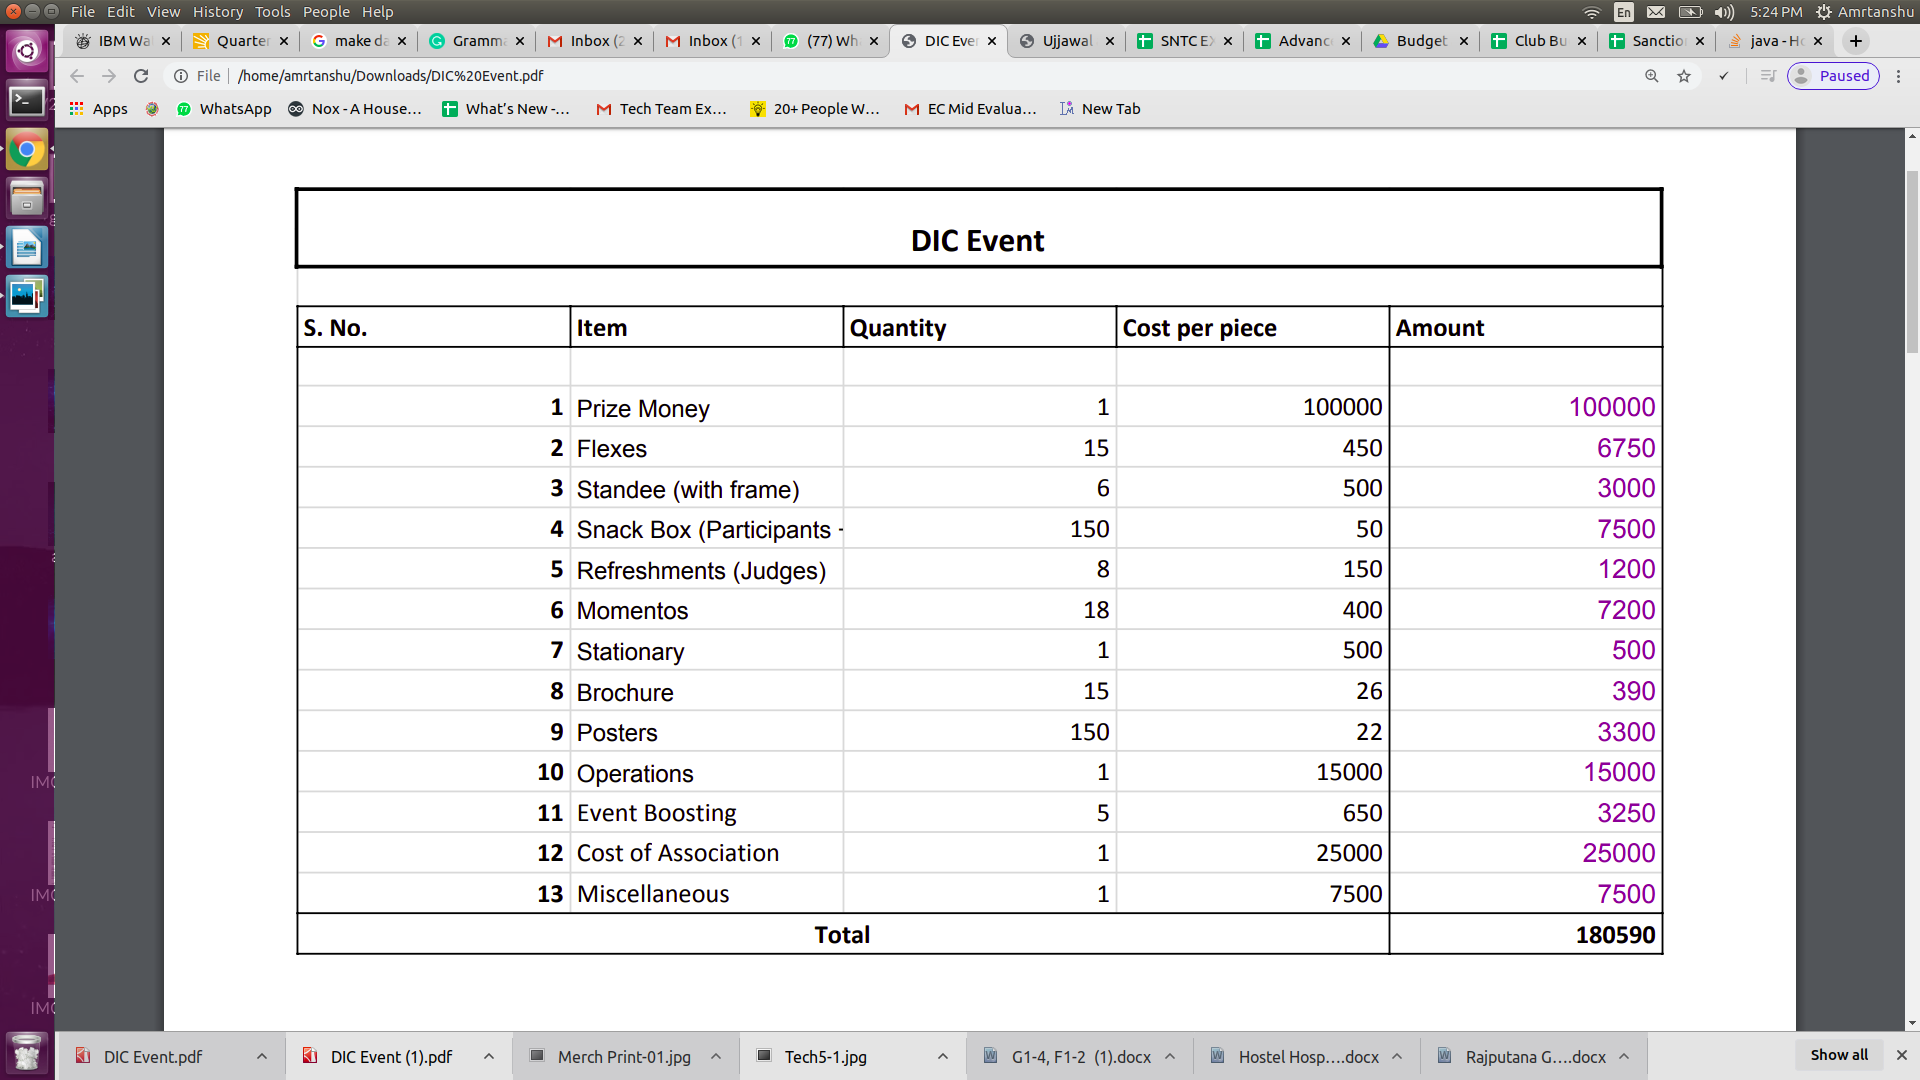 File Edit View History Tools People Help
En
5:24 PM
Amrtanshu
IBM Wa
Quarter
make da
Gramma
Inbox (2
Inbox (1
(77) Wh
DIC Even
Ujjawal
SNTC E
Advanc
Budget
Club Bu
Sanction
java - H
File
/home/amrtanshu/Downloads/DIC%20Event.pdf
Paused
Apps
WhatsApp
Nox - A House...
What's New -...
Tech Team Ex...
20+ People W...
EC Mid Evalua...
New Tab
DIC Event
S. No. Item Quantity Cost per piece Amount
1 Prize Money 1 100000 100000
2 Flexes 15 450 6750
3 Standee (with frame) 6 500 3000
4 Snack Box (Participants 150 50 7500
5 Refreshments (Judges) 8 150 1200
6 Momentos 18 400 7200
7 Stationary 1 500 500
8 Brochure 15 26 390
9 Posters 150 22 3300
10 Operations 1 15000 15000
11 Event Boosting 5 650 3250
12 Cost of Association 1 25000 25000
13 Miscellaneous 1 7500 7500
Total 180590
DIC Event.pdf
DIC Event (1).pdf
Merch Print-01.jpg
Tech5-1.jpg
G1-4, F1-2 (1).docx
Hostel Hosp....docx
Rajputana G....docx
Show all